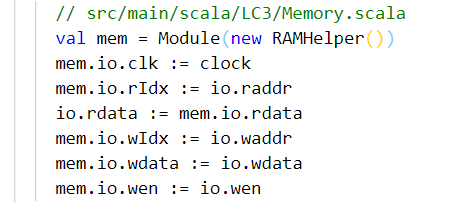 // src/main/scala/LC3/Memory.scala
val mem = Module(new RAMHelper())
mem.io.clk := clock
mem.io.rIdx := io.raddr
io.rdata := mem.io.rdata
mem.io.wIdx := io.waddr
mem.io.wdata := io.wdata
mem.io.wen := io.wen